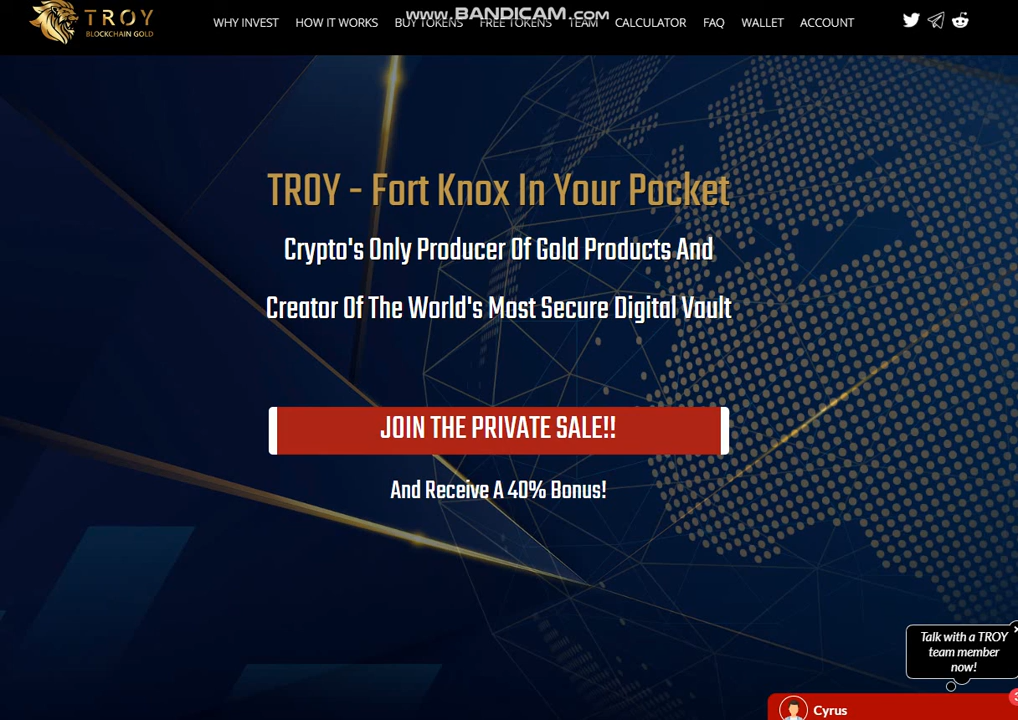 www.BANDICAM.com
TROY
BLOCKCHAIN GOLD
WHY INVEST
HOW IT WORKS
BUY TOKENS
FREE TOKENS
TEAM
CALCULATOR
FAQ
WALLET
ACCOUNT
TROY - Fort Knox In Your Pocket
Crypto's Only Producer Of Gold Products And
Creator Of The World's Most Secure Digital Vault
JOIN THE PRIVATE SALE!!
And Receive A 40% Bonus!
Talk with a TROY
team member
now!
Cyrus